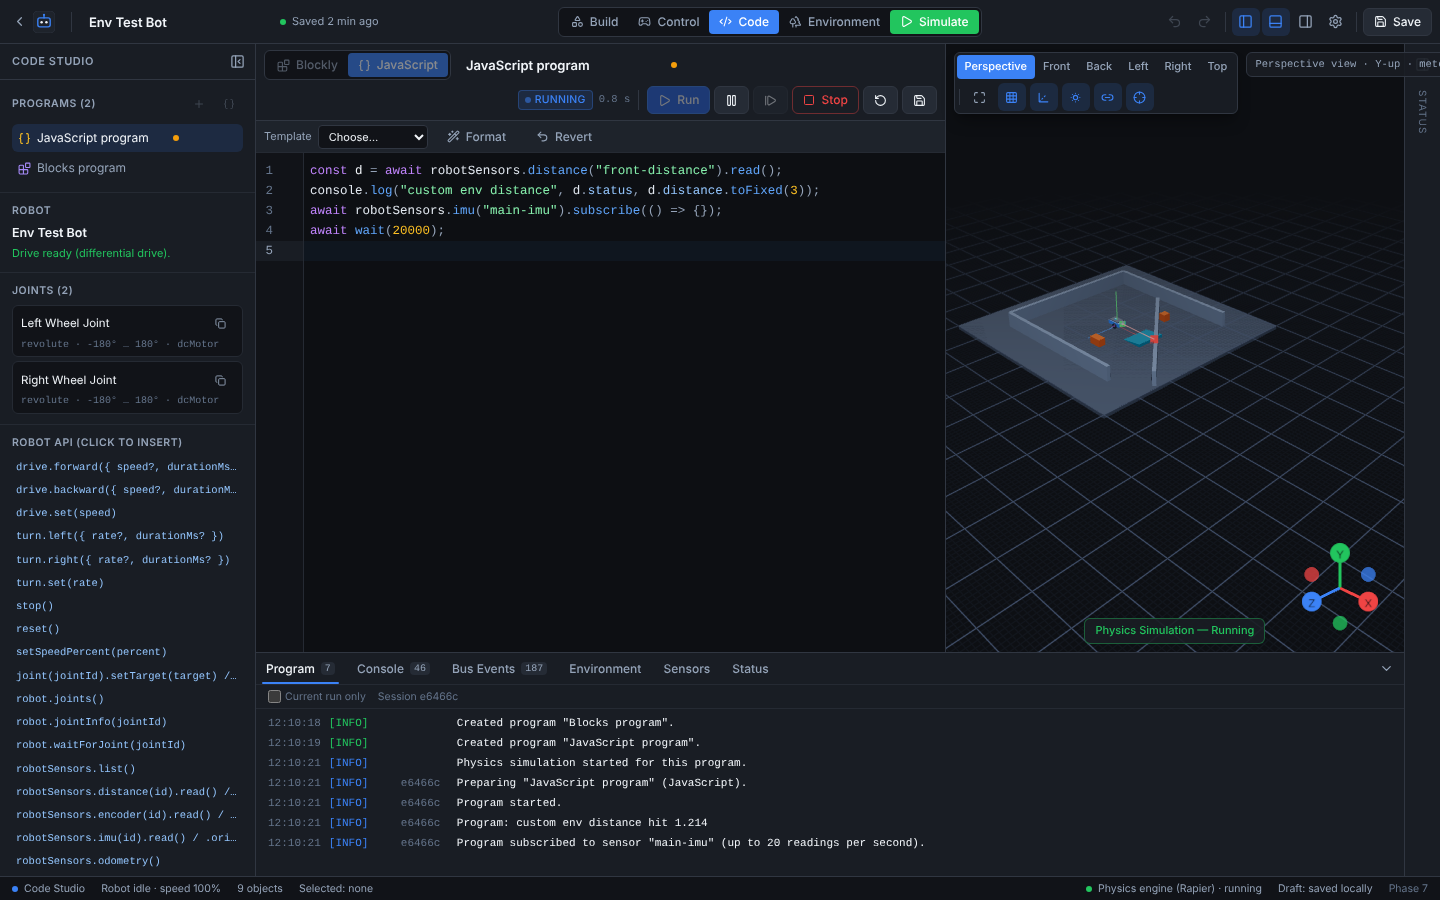 Env Test Bot
Saved 2 min ago
Build
Control
Code
Environment
Simulate
Save
CODE STUDIO
PROGRAMS (2)
JavaScript program
Blocks program
ROBOT
Env Test Bot
Drive ready (differential drive).
JOINTS (2)
Left Wheel Joint
revolute · -180° … 180° · dcMotor
Right Wheel Joint
revolute · -180° … 180° · dcMotor
ROBOT API (CLICK TO INSERT)
drive.forward({ speed?, durationMs…
drive.backward({ speed?, durationM…
drive.set(speed)
turn.left({ rate?, durationMs? })
turn.right({ rate?, durationMs? })
turn.set(rate)
stop()
reset()
setSpeedPercent(percent)
joint(jointId).setTarget(target) /…
robot.joints()
robot.jointInfo(jointId)
robot.waitForJoint(jointId)
robotSensors.list()
robotSensors.distance(id).read() /…
robotSensors.encoder(id).read() / …
robotSensors.imu(id).read() / .ori…
robotSensors.odometry()
Blockly
{} JavaScript
JavaScript program
RUNNING
0.8 s
Run
Stop
Template
Choose...
Format
Revert
1 const d = await robotSensors.distance("front-distance").read();
2 console.log("custom env distance", d.status, d.distance.toFixed(3));
3 await robotSensors.imu("main-imu").subscribe(() => {});
4 await wait(20000);
5
Perspective
Front
Back
Left
Right
Top
Perspective view · Y-up · mete
STATUS
Y
Z
X
Physics Simulation — Running
Program 7
Console 46
Bus Events 187
Environment
Sensors
Status
Current run only
Session e6466c
12:10:18 [INFO] Created program "Blocks program".
12:10:19 [INFO] Created program "JavaScript program".
12:10:21 [INFO] Physics simulation started for this program.
12:10:21 [INFO] e6466c Preparing "JavaScript program" (JavaScript).
12:10:21 [INFO] e6466c Program started.
12:10:21 [INFO] e6466c Program: custom env distance hit 1.214
12:10:21 [INFO] e6466c Program subscribed to sensor "main-imu" (up to 20 readings per second).
Code Studio
Robot idle · speed 100%
9 objects
Selected: none
Physics engine (Rapier) · running
Draft: saved locally
Phase 7